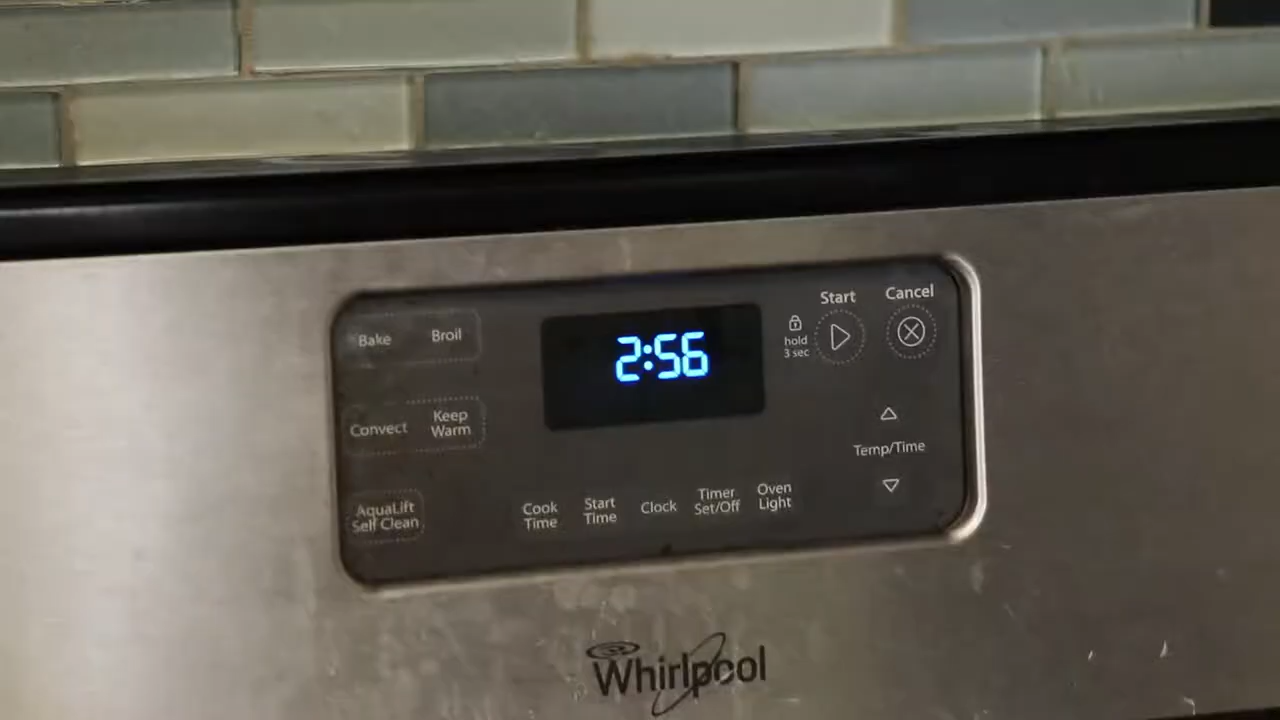 Start Cancel
Bake Broil
2:56
hold
3 sec
Convect Keep
Warm
Temp/Time
AquaLift
Self Clean
Cook
Time
Start
Time
Clock
Timer
Set/Off
Oven
Light
Whirlpool